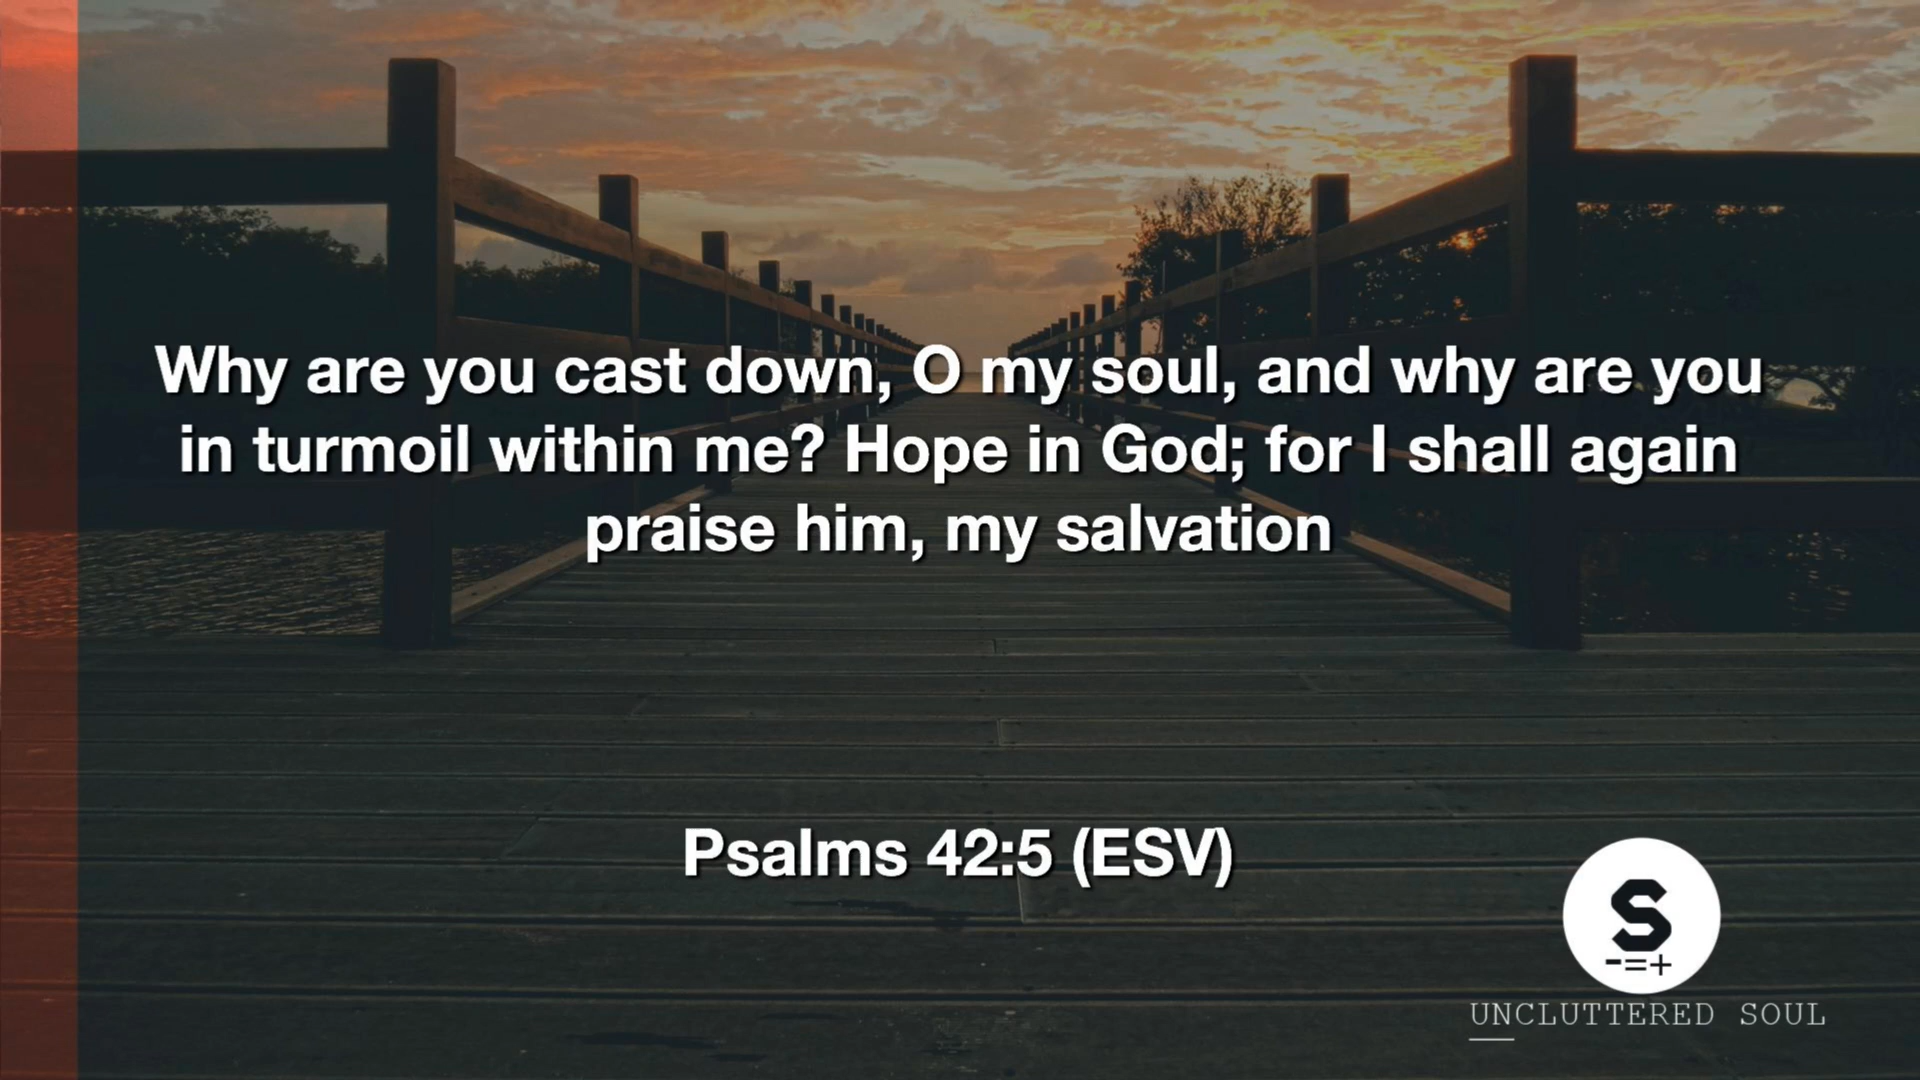 Why are you cast down, O my soul, and why are you
in turmoil within me? Hope in God; for I shall again
praise him, my salvation
Psalms 42:5 (ESV)
S
-=+
UNCLUTTERED SOUL